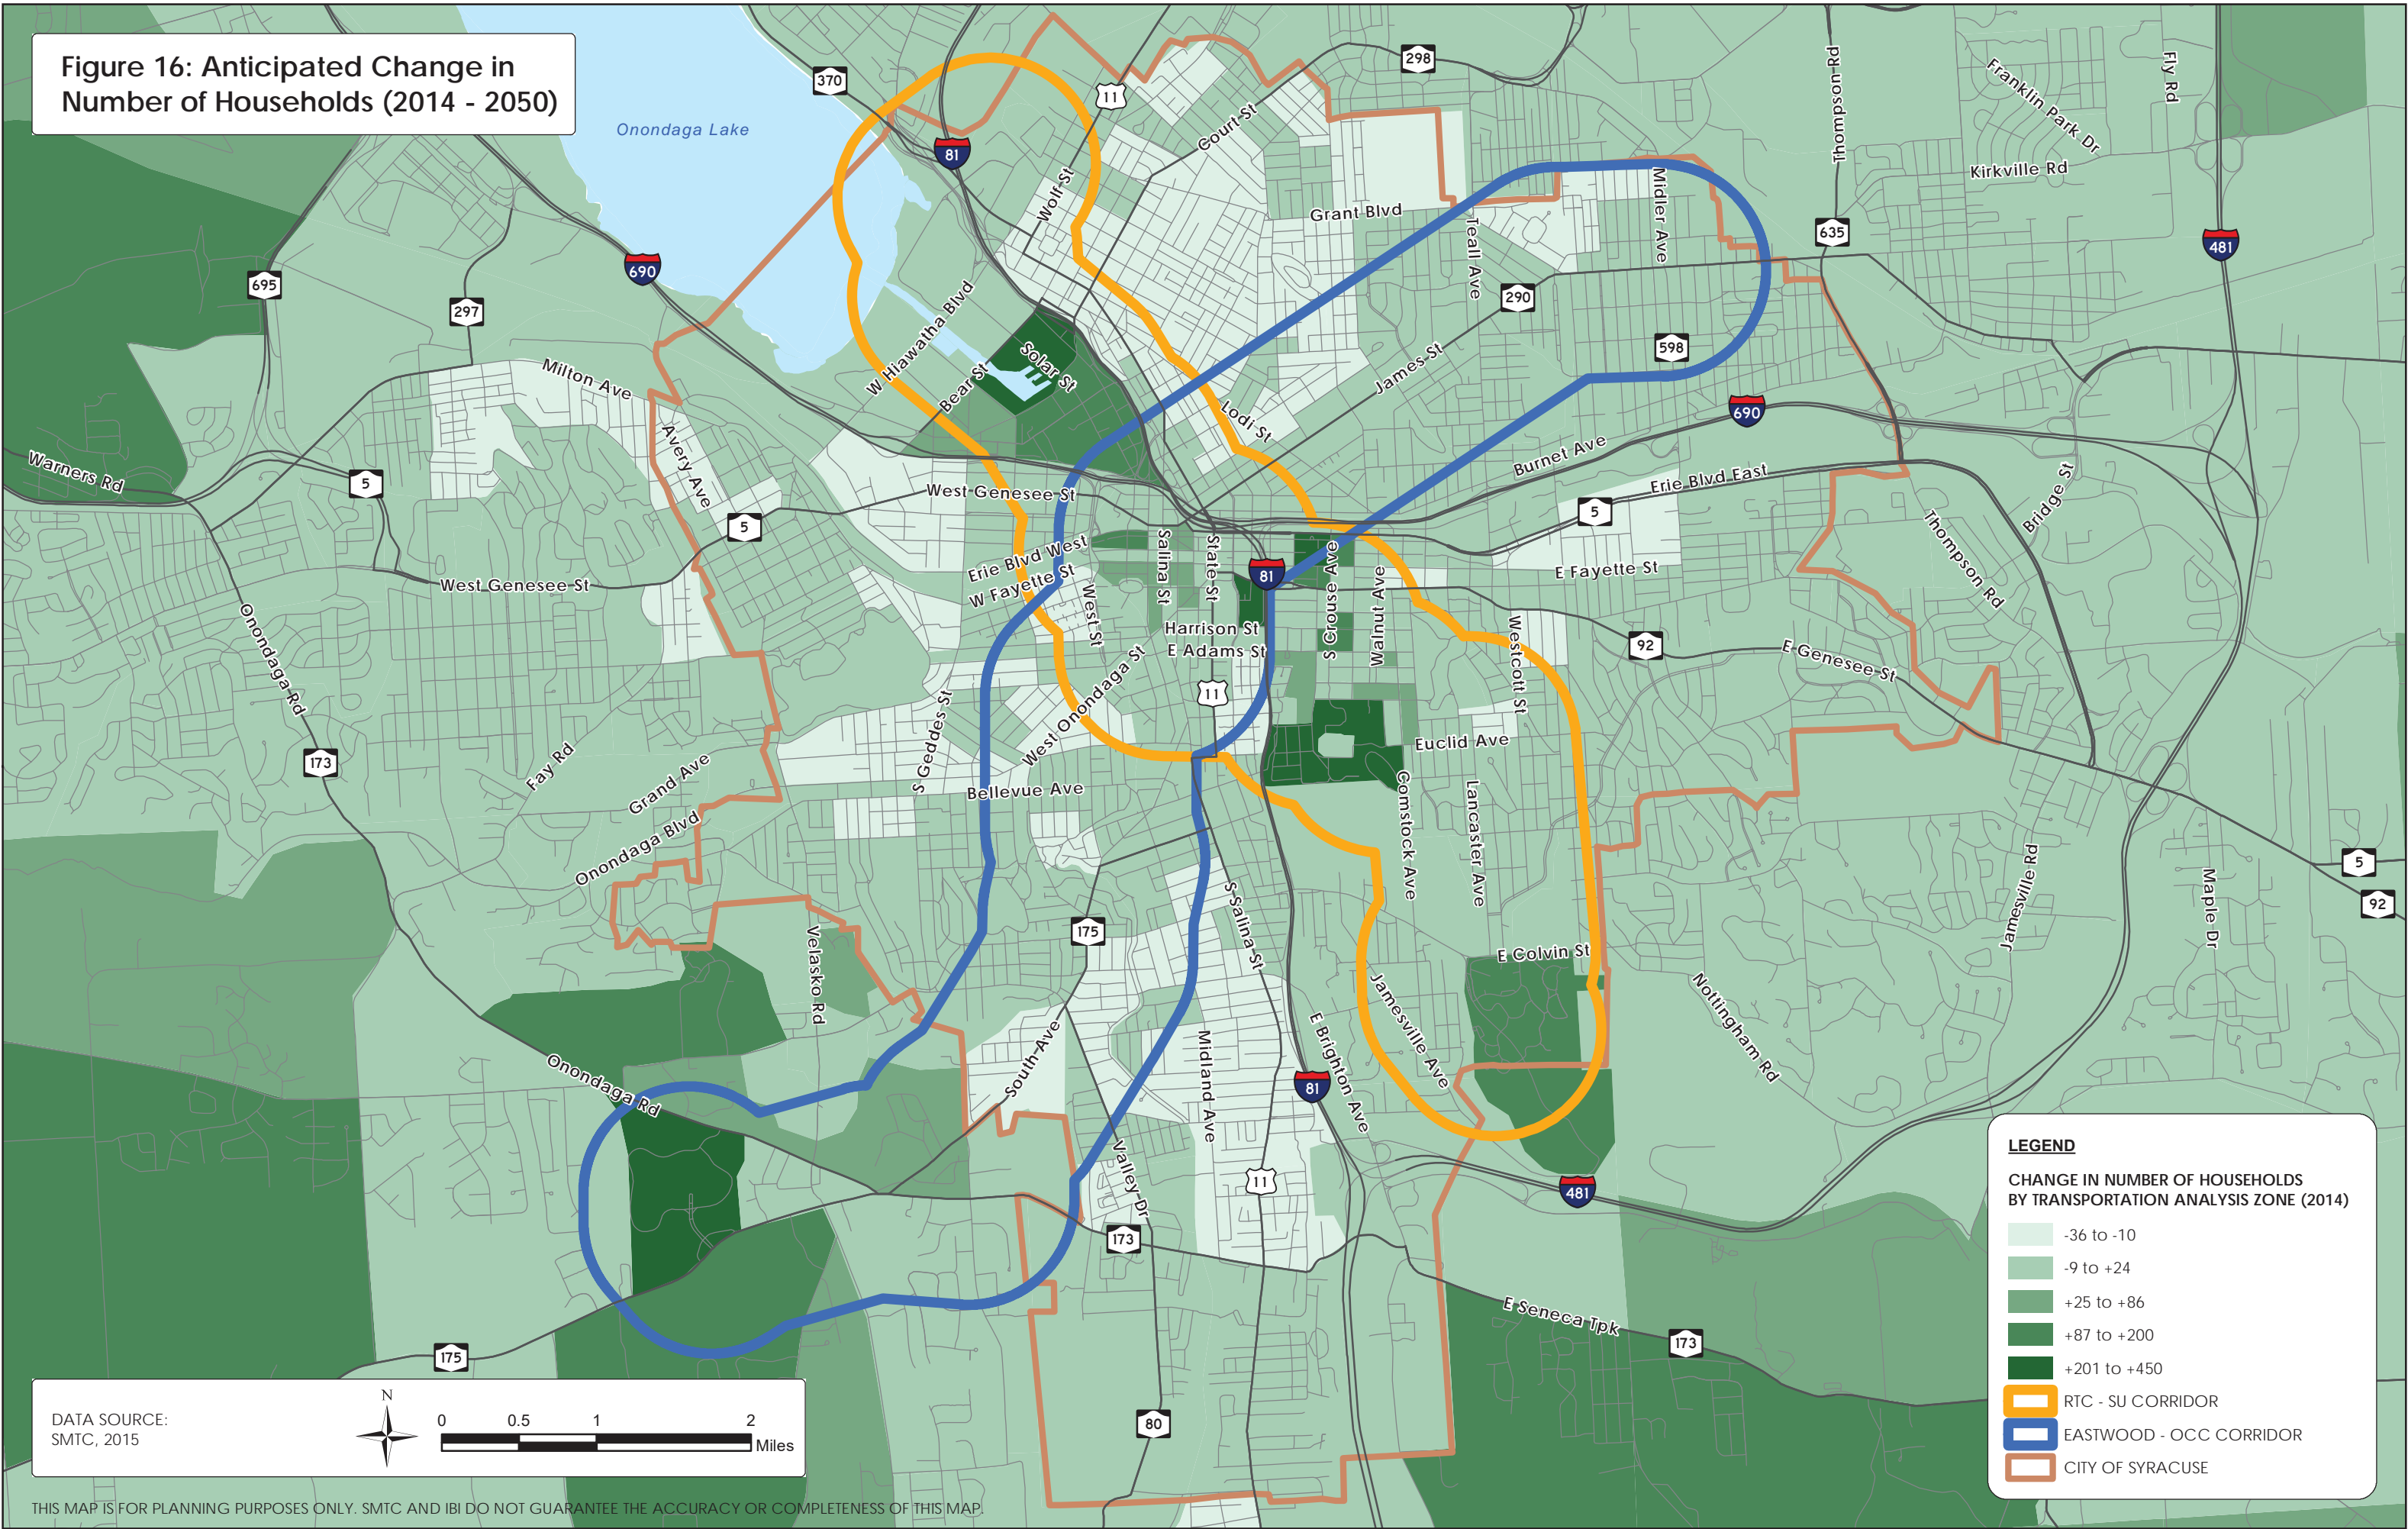 Figure 16: Anticipated Change in
Number of Households (2014 - 2050)
Onondaga Lake
370
81
11
298
Court St
Wolf St
Grant Blvd
Teall Ave
Midler Ave
Thompson Rd
Franklin Park Dr
Fly Rd
Kirkville Rd
635
481
695
297
690
W Hiawatha Blvd
Bear St
Solar St
290
598
James St
Lodi St
690
Milton Ave
Avery Ave
Warners Rd
5
5
West Genesee St
West Genesee St
Burnet Ave
Erie Blvd East
5
Bridge St
Thompson Rd
Erie Blvd West
W Fayette St
West St
Salina St
State St
81
S Crouse Ave
Walnut Ave
E Fayette St
Harrison St
E Adams St
Westcott St
92
E Genesee St
Onondaga Rd
173
Fay Rd
Grand Ave
Onondaga Blvd
S Geddes St
West Onondaga St
11
Bellevue Ave
Euclid Ave
Comstock Ave
Lancaster Ave
Jamesville Rd
Maple Dr
5
92
175
S Salina St
Velasko Rd
E Colvin St
Nottingham Rd
Jamesville Ave
E Brighton Ave
81
Onondaga Rd
South Ave
Midland Ave
Valley Dr
11
173
481
E Seneca Tpk
173
175
80
LEGEND
CHANGE IN NUMBER OF HOUSEHOLDS
BY TRANSPORTATION ANALYSIS ZONE (2014)
-36 to -10
-9 to +24
+25 to +86
+87 to +200
+201 to +450
RTC - SU CORRIDOR
EASTWOOD - OCC CORRIDOR
CITY OF SYRACUSE
DATA SOURCE:
SMTC, 2015
N
0 0.5 1 2
Miles
THIS MAP IS FOR PLANNING PURPOSES ONLY. SMTC AND IBI DO NOT GUARANTEE THE ACCURACY OR COMPLETENESS OF THIS MAP.